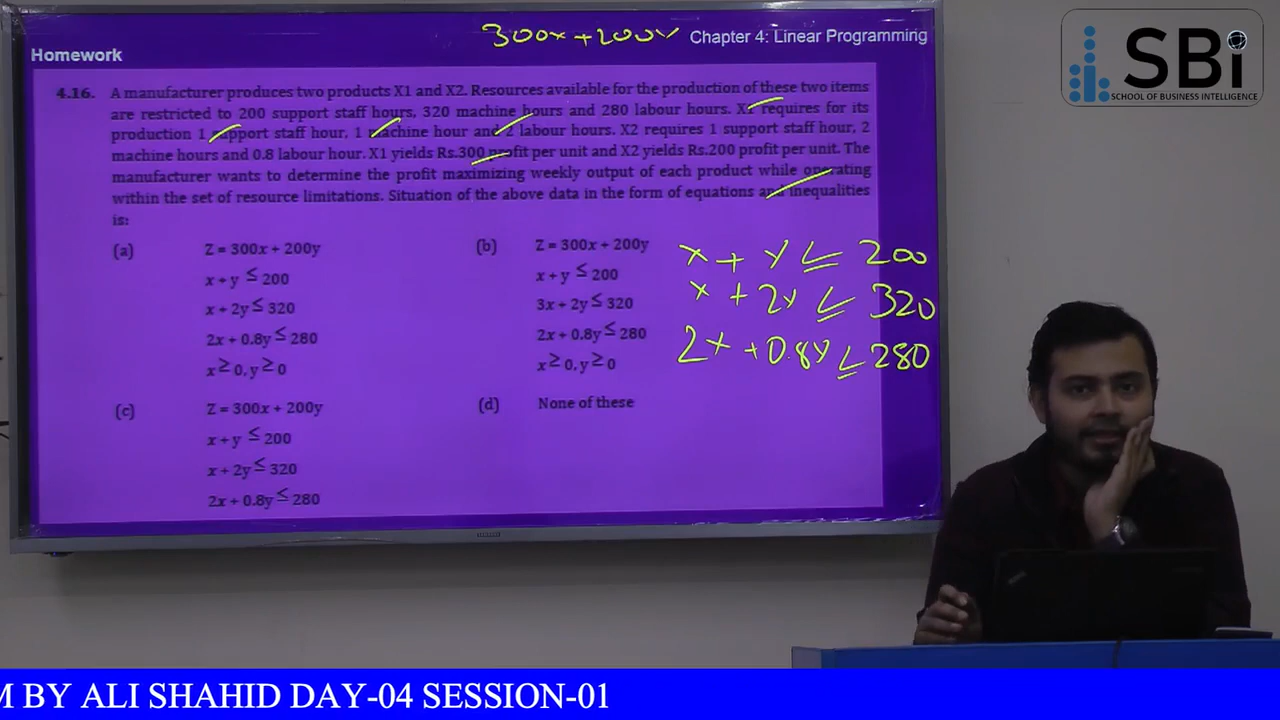 300x+200y Chapter 4: Linear Programming
Homework
SBi
SCHOOL OF BUSINESS INTELLIGENCE
4.16. A manufacturer produces two products X1 and X2. Resources available for the production of these two items
are restricted to 200 support staff hours, 320 machine hours and 280 labour hours. X1 requires for its
production 1 support staff hour, 1 machine hour and 2 labour hours. X2 requires 1 support staff hour, 2
machine hours and 0.8 labour hour. X1 yields Rs.300 profit per unit and X2 yields Rs.200 profit per unit. The
manufacturer wants to determine the profit maximizing weekly output of each product while operating
within the set of resource limitations. Situation of the above data in the form of equations and inequalities
is:
(a) Z = 300x + 200y
x + y ≤ 200
x + 2y ≤ 320
2x + 0.8y ≤ 280
x ≥ 0, y ≥ 0
(b) Z = 300x + 200y
x + y ≤ 200
3x + 2y ≤ 320
2x + 0.8y ≤ 280
x ≥ 0, y ≥ 0
x + y ≤ 200
x + 2y ≤ 320
2x + 0.8y ≤ 280
(c) Z = 300x + 200y
x + y ≤ 200
x + 2y ≤ 320
2x + 0.8y ≤ 280
(d) None of these
M BY ALI SHAHID DAY-04 SESSION-01